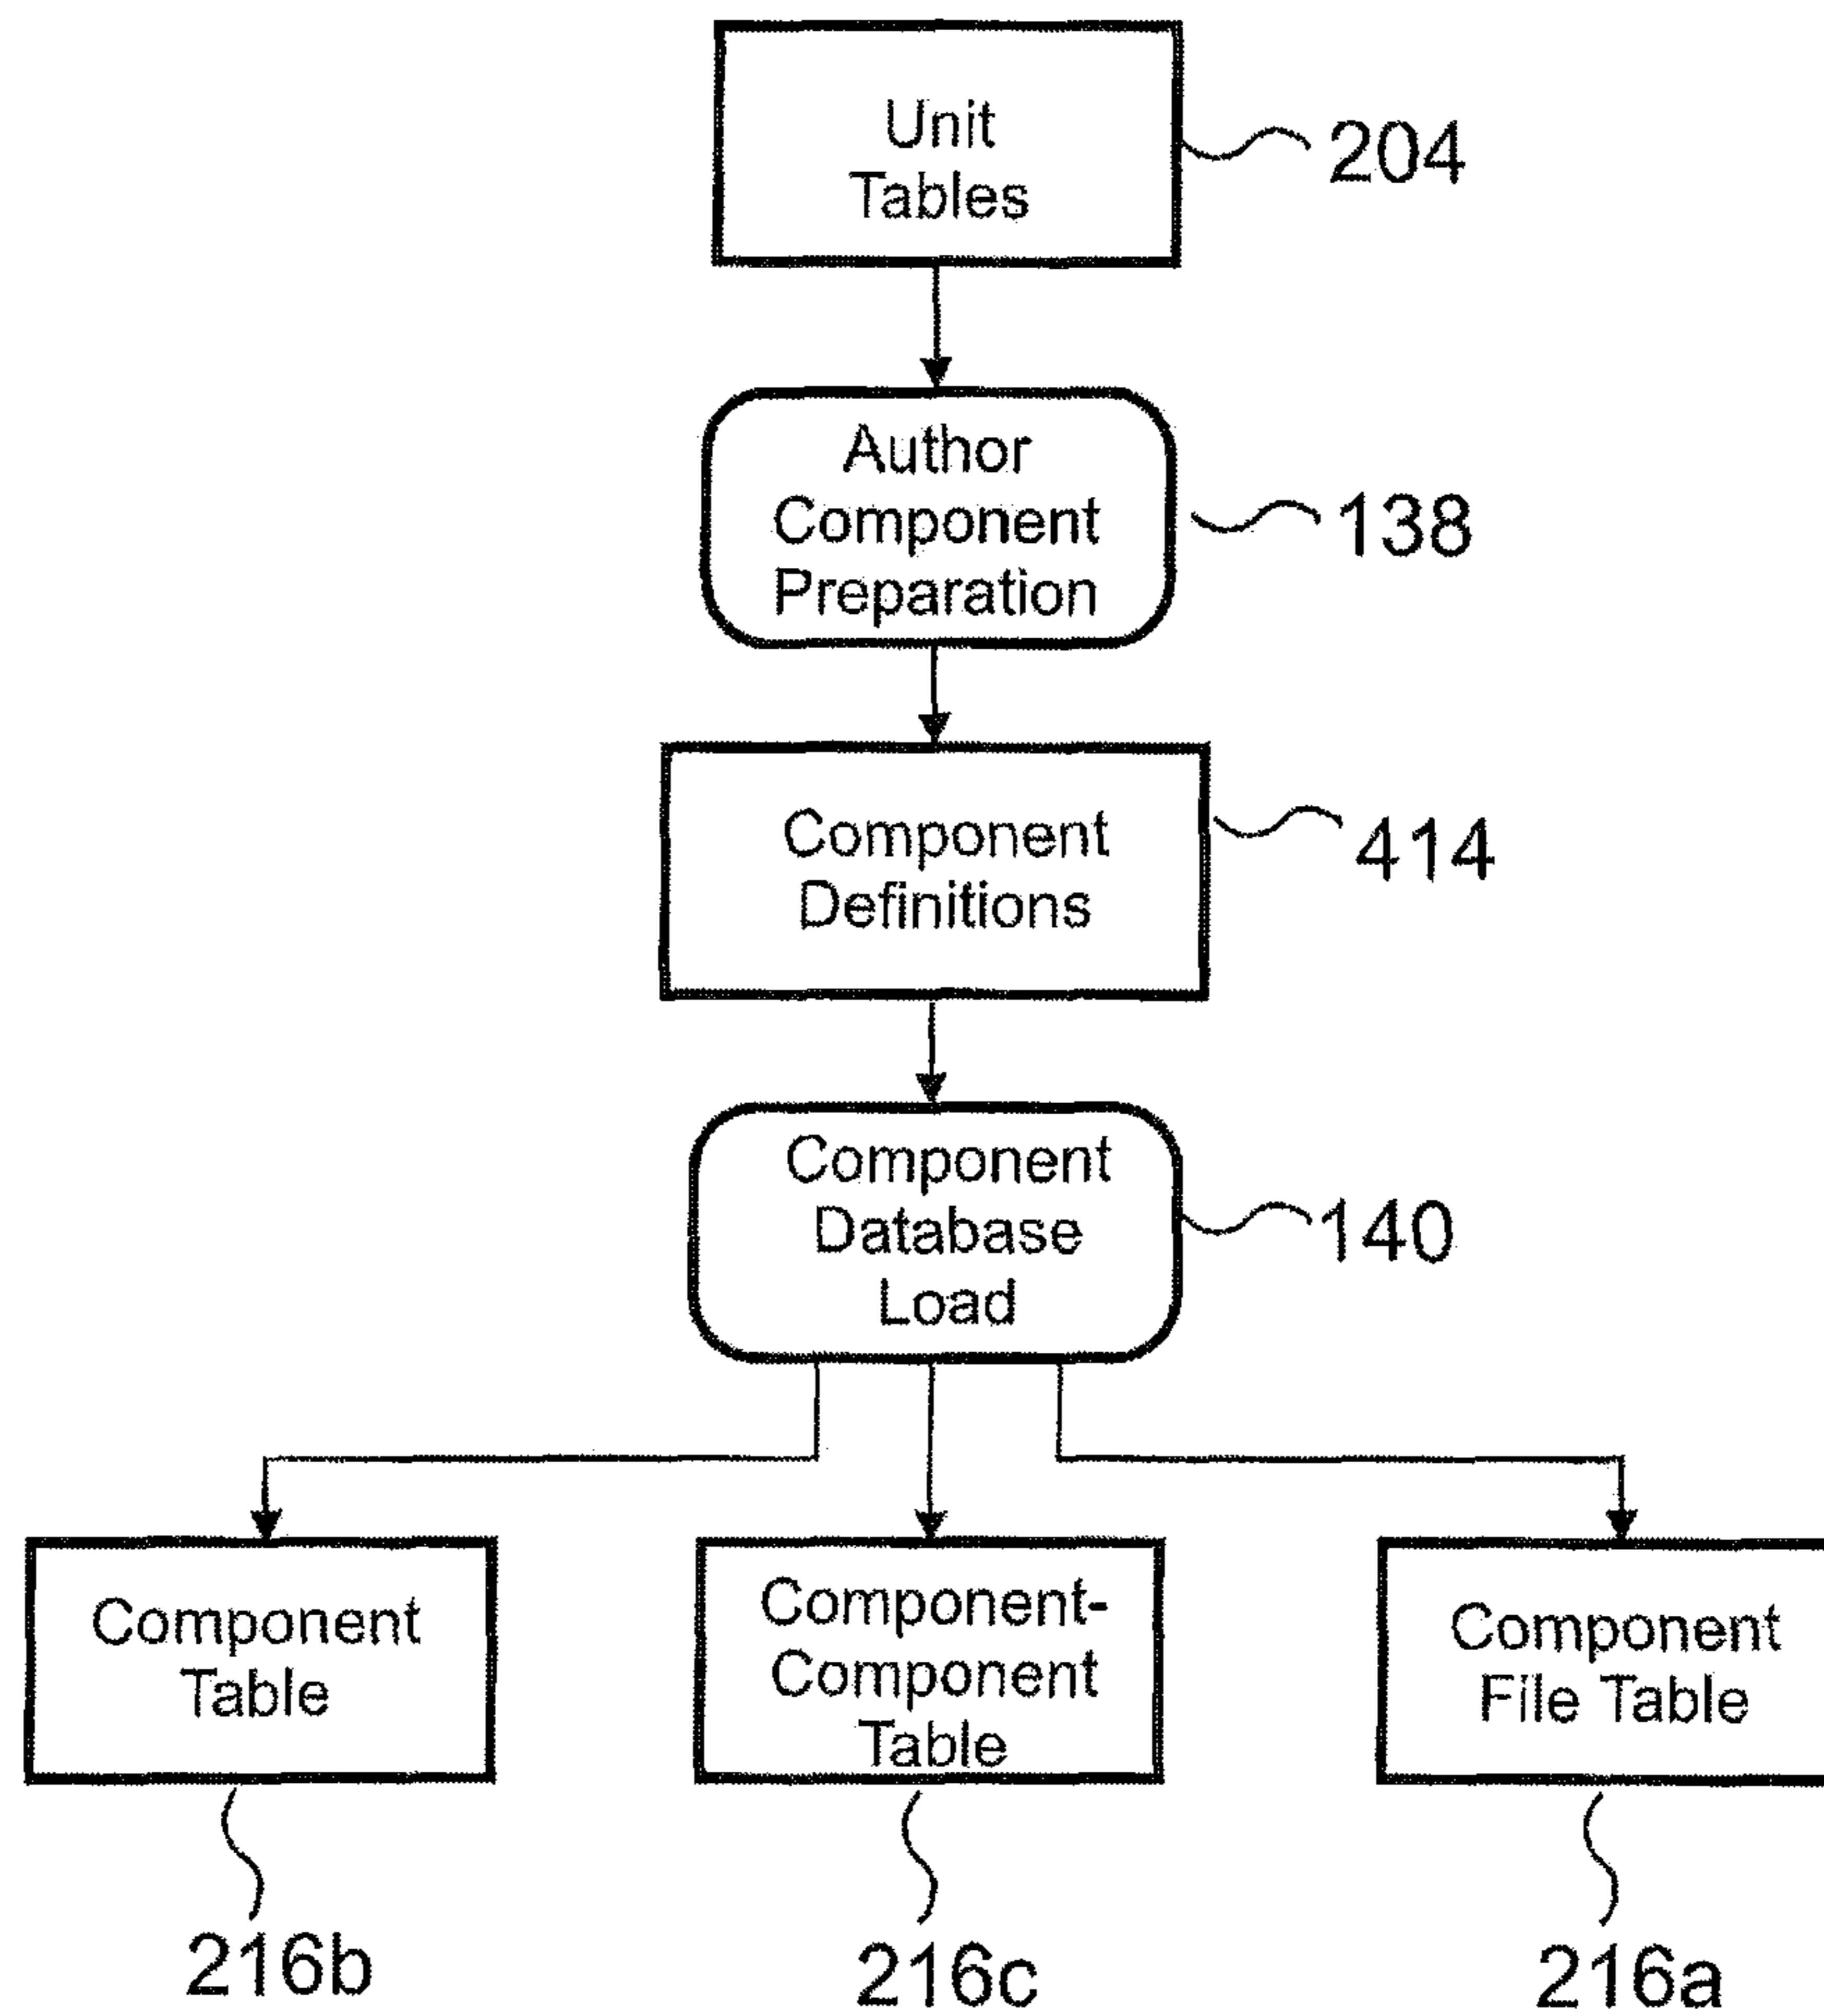 Unit
Tables
204
Author
Component
Preparation
138
Component
Definitions
414
Component
Database
Load
140
Component
Table
Component-
Component
Table
Component
File Table
216b
216c
216a